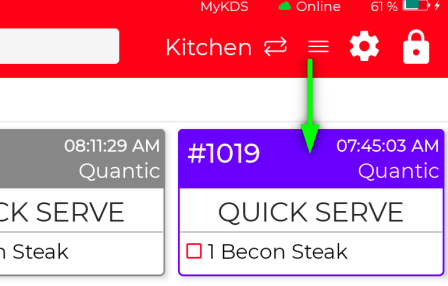 MyKDS Online 61 %
Kitchen
08:11:29 AM
Quantic
CK SERVE
n Steak
#1019 07:45:03 AM
Quantic
QUICK SERVE
1 Becon Steak